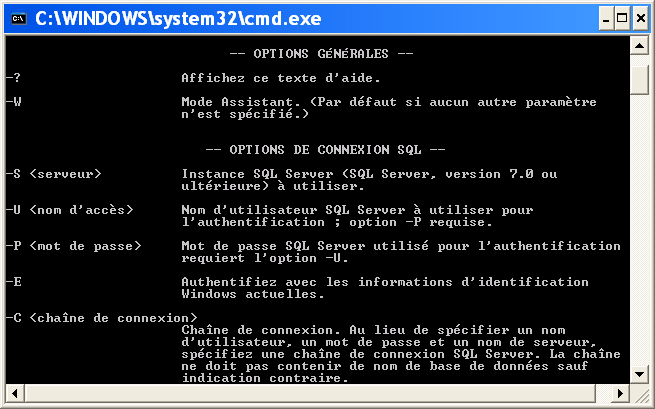 C:\WINDOWS\system32\cmd.exe
-- OPTIONS GéNéRALES --
-? Affichez ce texte d'aide.
-W Mode Assistant. (Par défaut si aucun autre paramètre
n'est spécifié.)
-- OPTIONS DE CONNEXION SQL --
-S <serveur> Instance SQL Server (SQL Server, version 7.0 ou
ultérieure) à utiliser.
-U <nom d'accès> Nom d'utilisateur SQL Server à utiliser pour
l'authentification ; option -P requise.
-P <mot de passe> Mot de passe SQL Server utilisé pour l'authentification
requiert l'option -U.
-E Authentifiez avec les informations d'identification
Windows actuelles.
-C <chaîne de connexion>
Chaîne de connexion. Au lieu de spécifier un nom
d'utilisateur, un mot de passe et un nom de serveur,
spécifiez une chaîne de connexion SQL Server. La chaîne
ne doit pas contenir de nom de base de données sauf
indication contraire.